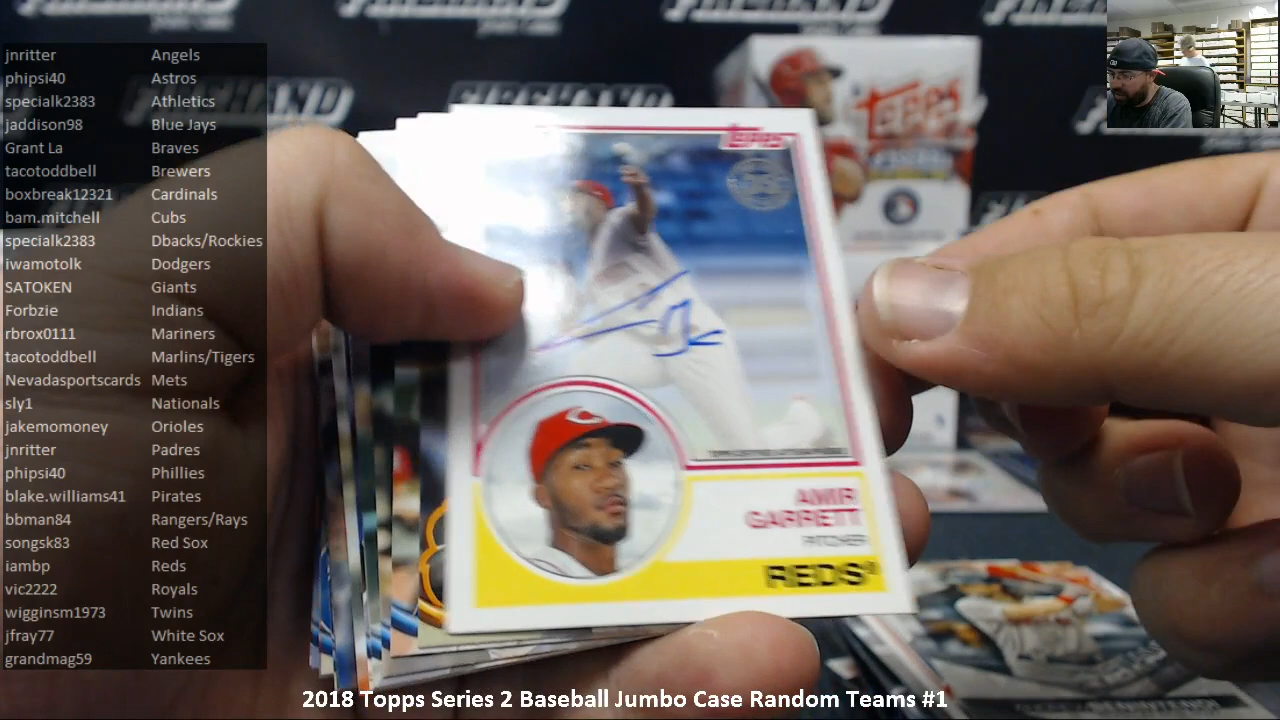 jnritter Angels
phipsi40 Astros
specialk2383 Athletics
jaddison98 Blue Jays
Grant La Braves
tacotoddbell Brewers
boxbreak12321 Cardinals
bam.mitchell Cubs
specialk2383 Dbacks/Rockies
iwamotolk Dodgers
SATOKEN Giants
Forbzie Indians
rbrox0111 Mariners
tacotoddbell Marlins/Tigers
Nevadasportscards Mets
sly1 Nationals
jakemomoney Orioles
jnritter Padres
phipsi40 Phillies
blake.williams41 Pirates
bbman84 Rangers/Rays
songsk83 Red Sox
iambp Reds
vic2222 Royals
wigginsm1973 Twins
jfray77 White Sox
grandmag59 Yankees
FIREHAND
TOPPS
TOPPS
AMIR
GARRETT
PITCHER
REDS
2018 Topps Series 2 Baseball Jumbo Case Random Teams #1